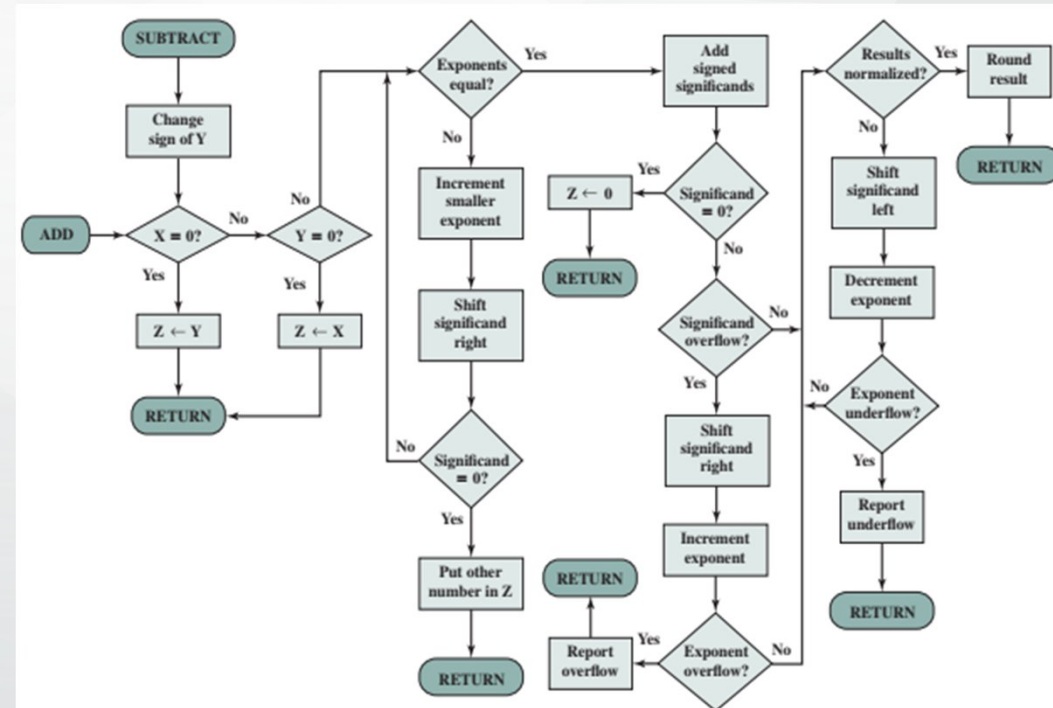 SUBTRACT
Change
sign of Y
ADD
X = 0?
No
Yes
Z ← Y
RETURN
No
Y = 0?
Yes
Z ← X
Exponents
equal?
Yes
No
Increment
smaller
exponent
Shift
significand
right
No
Significand
= 0?
Yes
Put other
number in Z
RETURN
Add
signed
significands
Yes
Significand
= 0?
Z ← 0
RETURN
No
Significand
overflow?
No
Yes
Shift
significand
right
Increment
exponent
Exponent
overflow?
Yes
No
Report
overflow
RETURN
Results
normalized?
Yes
Round
result
RETURN
No
Shift
significand
left
Decrement
exponent
No
Exponent
underflow?
Yes
Report
underflow
RETURN